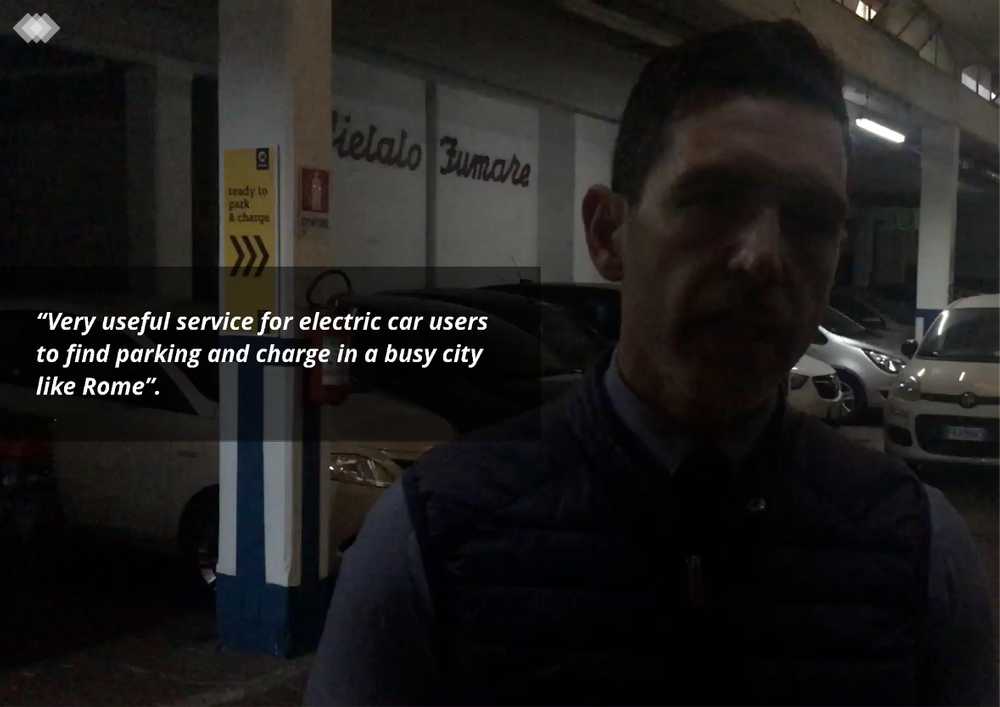 ietato Fumare
ready to
park
& charge
“Very useful service for electric car users
to find parking and charge in a busy city
like Rome”.